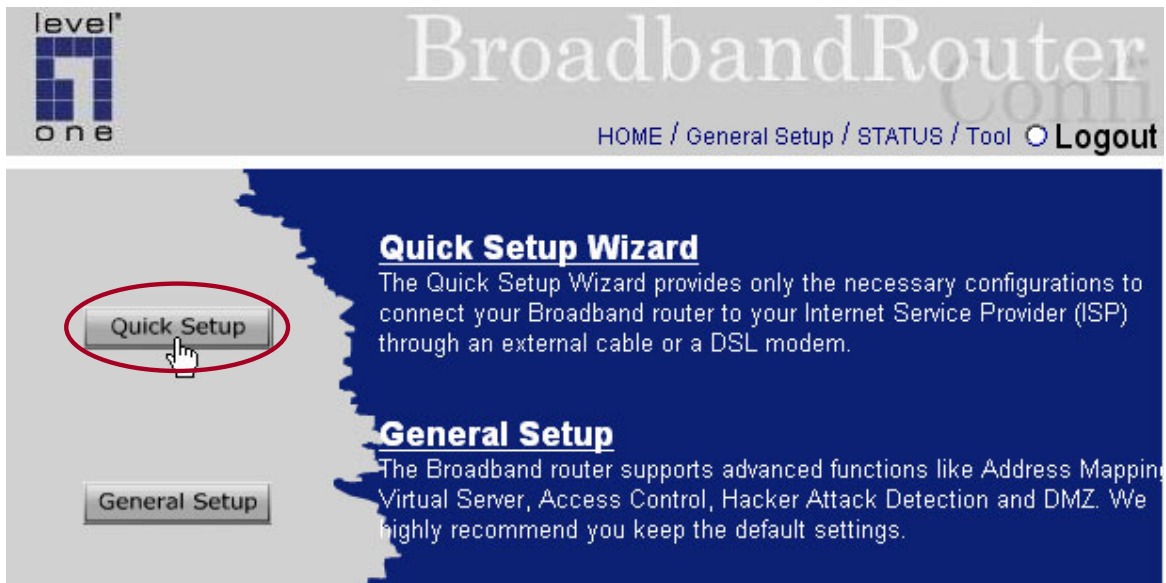 level
one
BroadbandRouter
Confi
HOME / General Setup / STATUS / Tool Logout
Quick Setup
Quick Setup Wizard
The Quick Setup Wizard provides only the necessary configurations to
connect your Broadband router to your Internet Service Provider (ISP)
through an external cable or a DSL modem.
General Setup
General Setup
The Broadband router supports advanced functions like Address Mappin
Virtual Server, Access Control, Hacker Attack Detection and DMZ. We
highly recommend you keep the default settings.